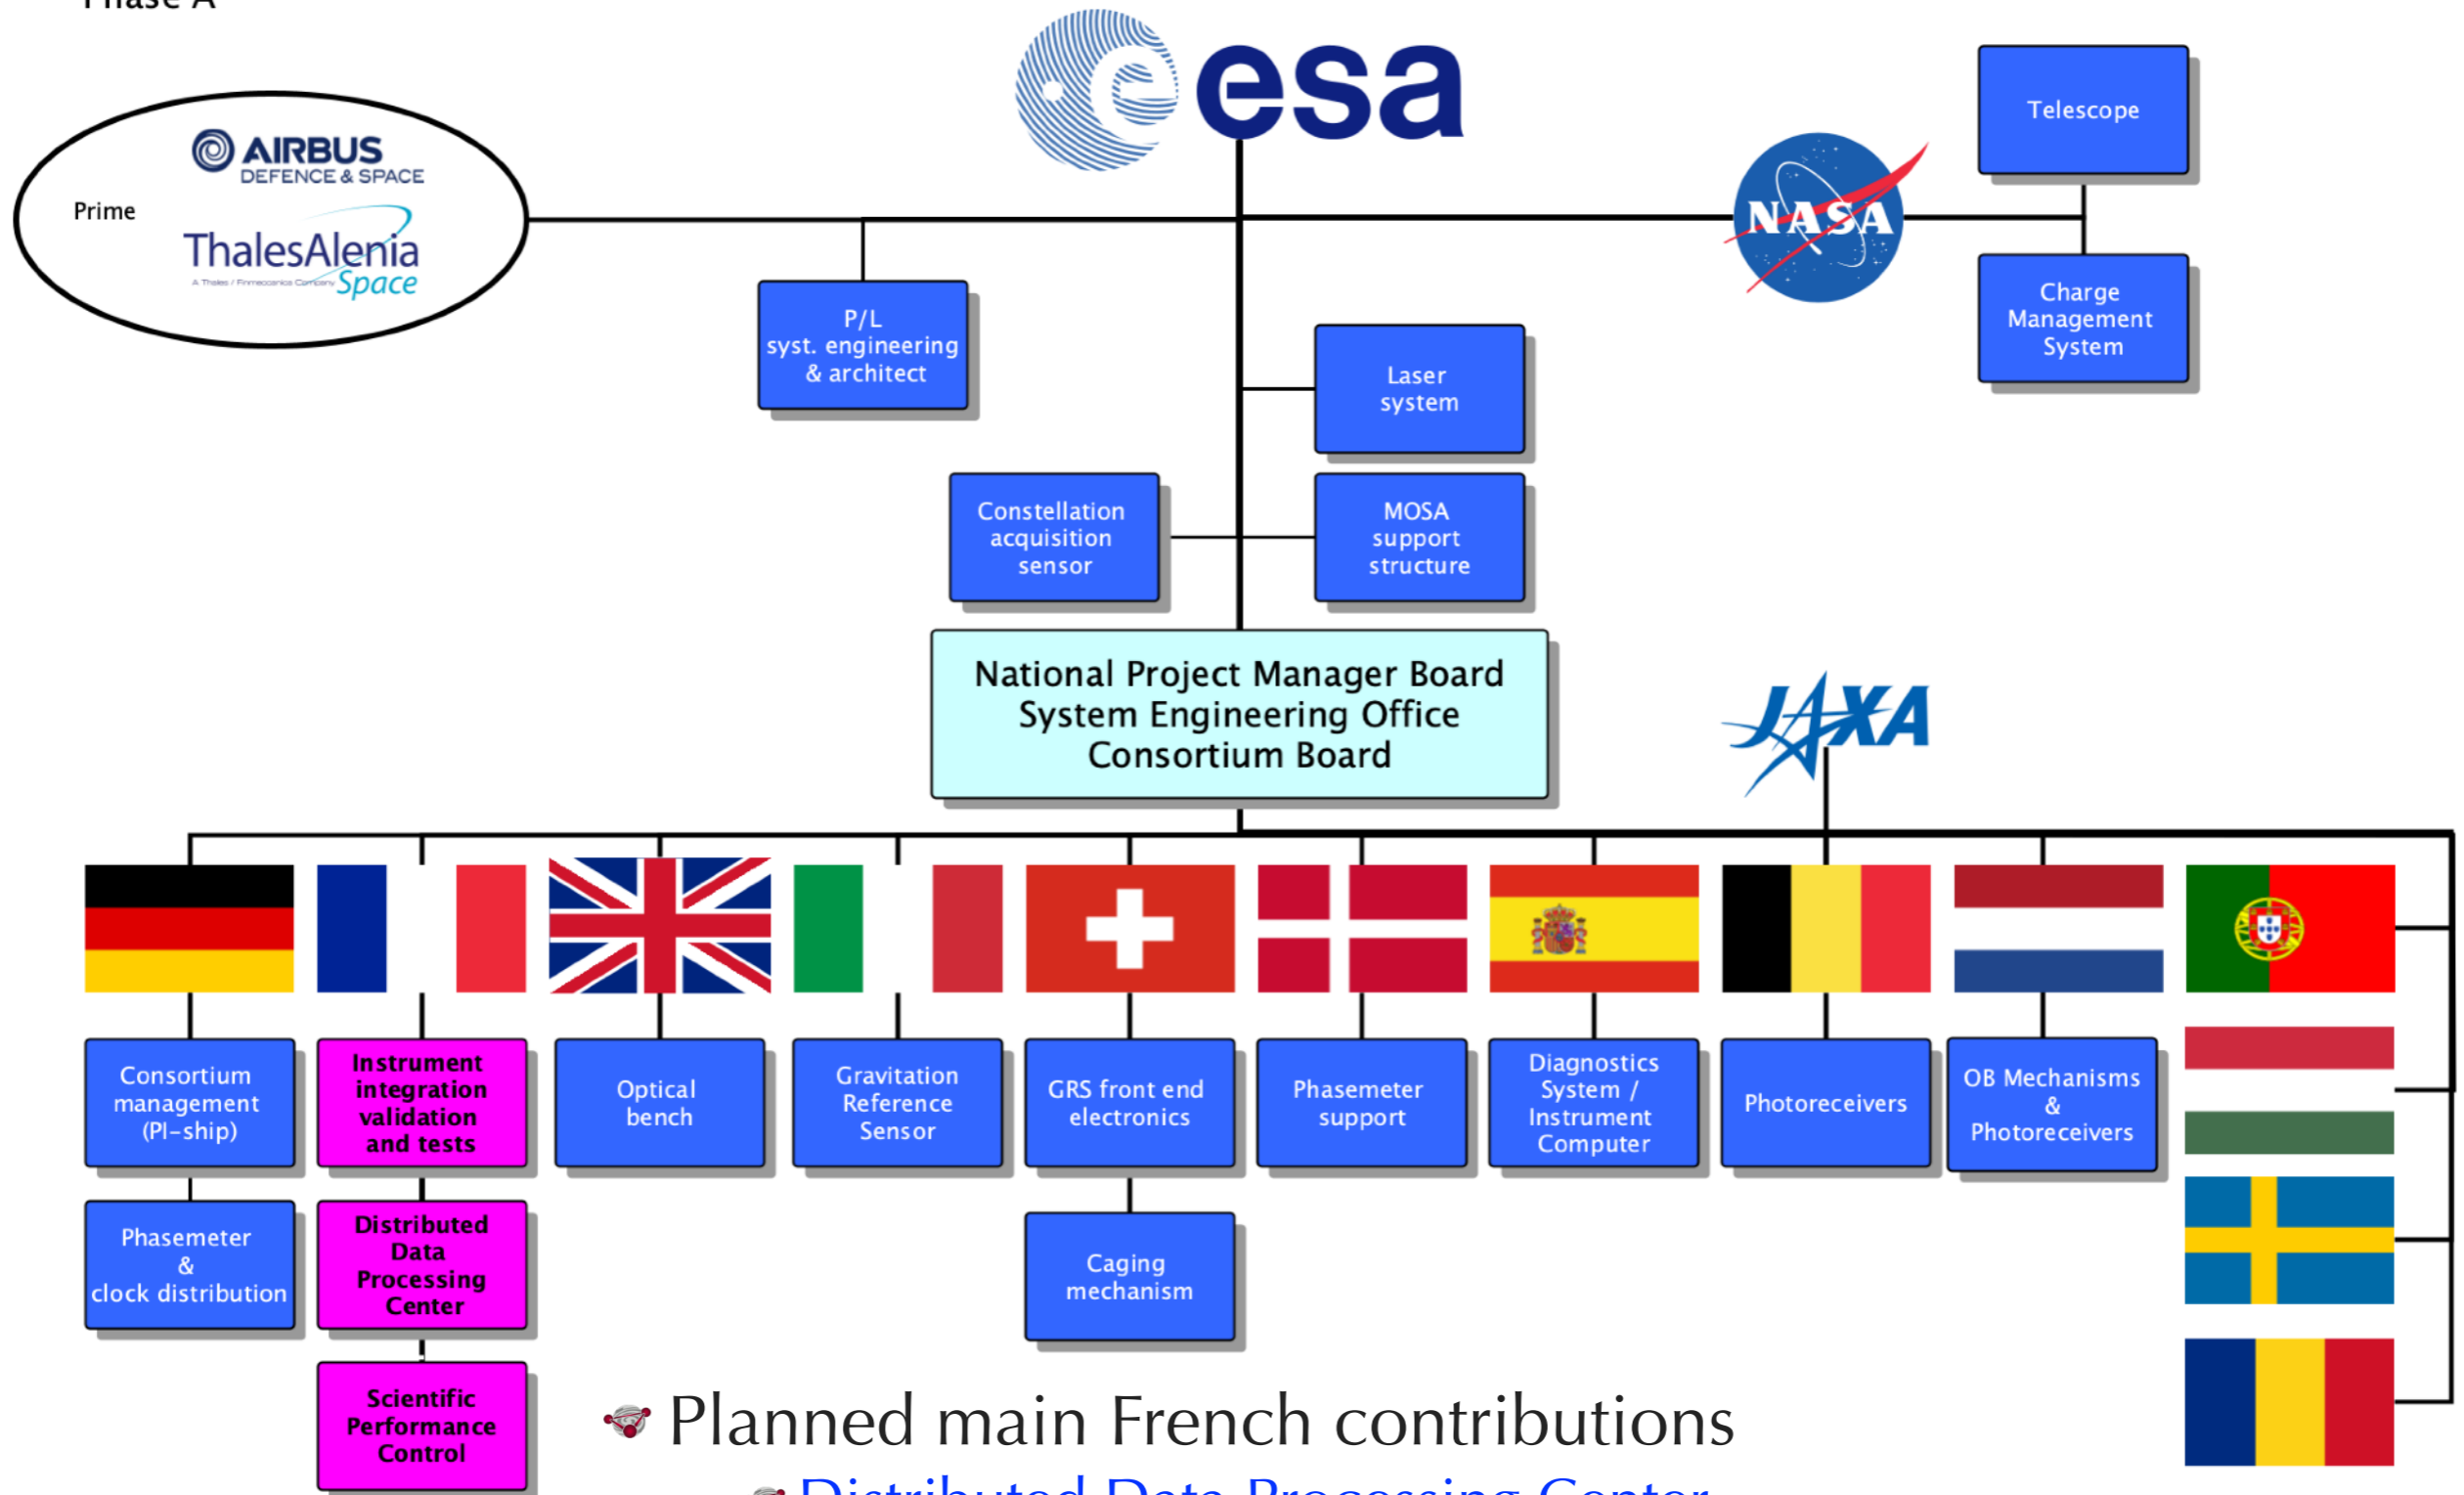 Phase A
esa
AIRBUS
DEFENCE & SPACE
Prime
ThalesAlenia
A Thales / Finmeccanica Company
Space
NASA
Telescope
Charge
Management
System
P/L
syst. engineering
& architect
Laser
system
Constellation
acquisition
sensor
MOSA
support
structure
National Project Manager Board
System Engineering Office
Consortium Board
JAXA
Consortium
management
(PI-ship)
Instrument
integration
validation
and tests
Optical
bench
Gravitation
Reference
Sensor
GRS front end
electronics
Phasemeter
support
Diagnostics
System /
Instrument
Computer
Photoreceivers
OB Mechanisms
&
Photoreceivers
Phasemeter
&
clock distribution
Distributed
Data
Processing
Center
Caging
mechanism
Scientific
Performance
Control
Planned main French contributions
Distributed Data Processing Center